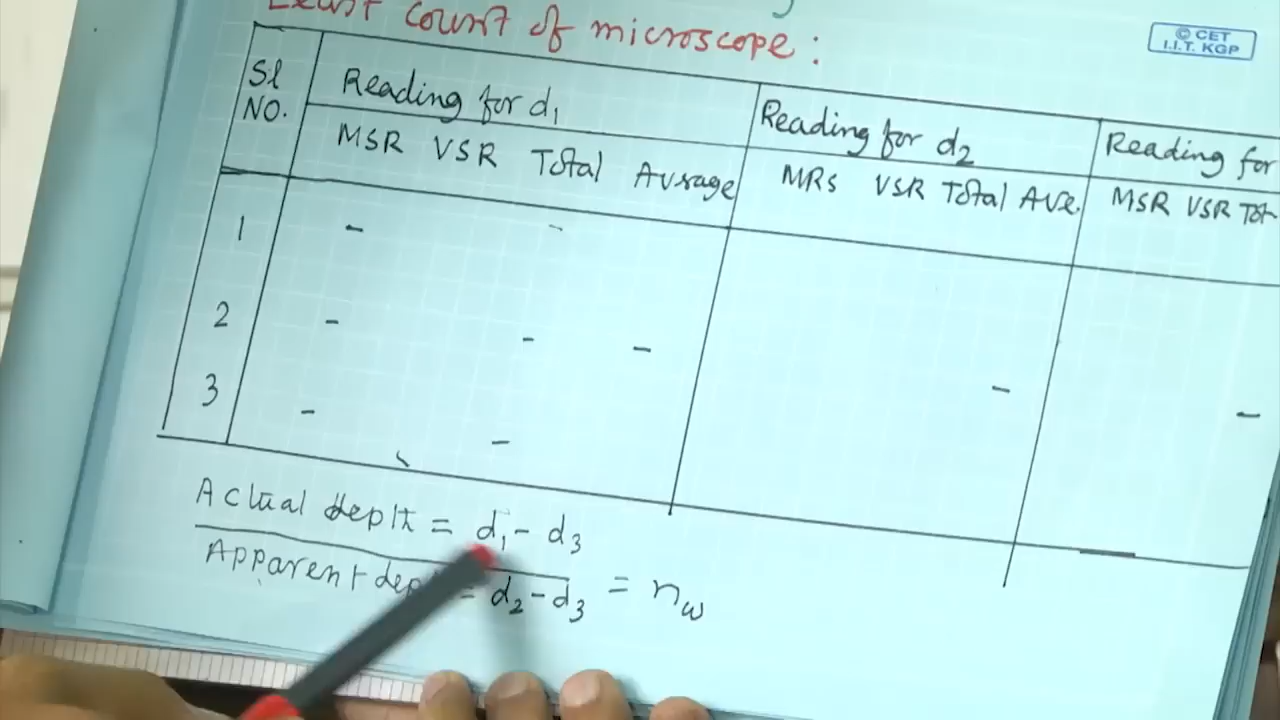 Least count of microscope :
© CET
I.I.T. KGP
Sl NO.
Reading for d1
Reading for d2
Reading for
MSR VSR Total Average
MRs VSR Total Ave.
MSR VSR Tot
1
2
3
Actual depth = d1 - d3
Apparent dep = d2 - d3 = nw